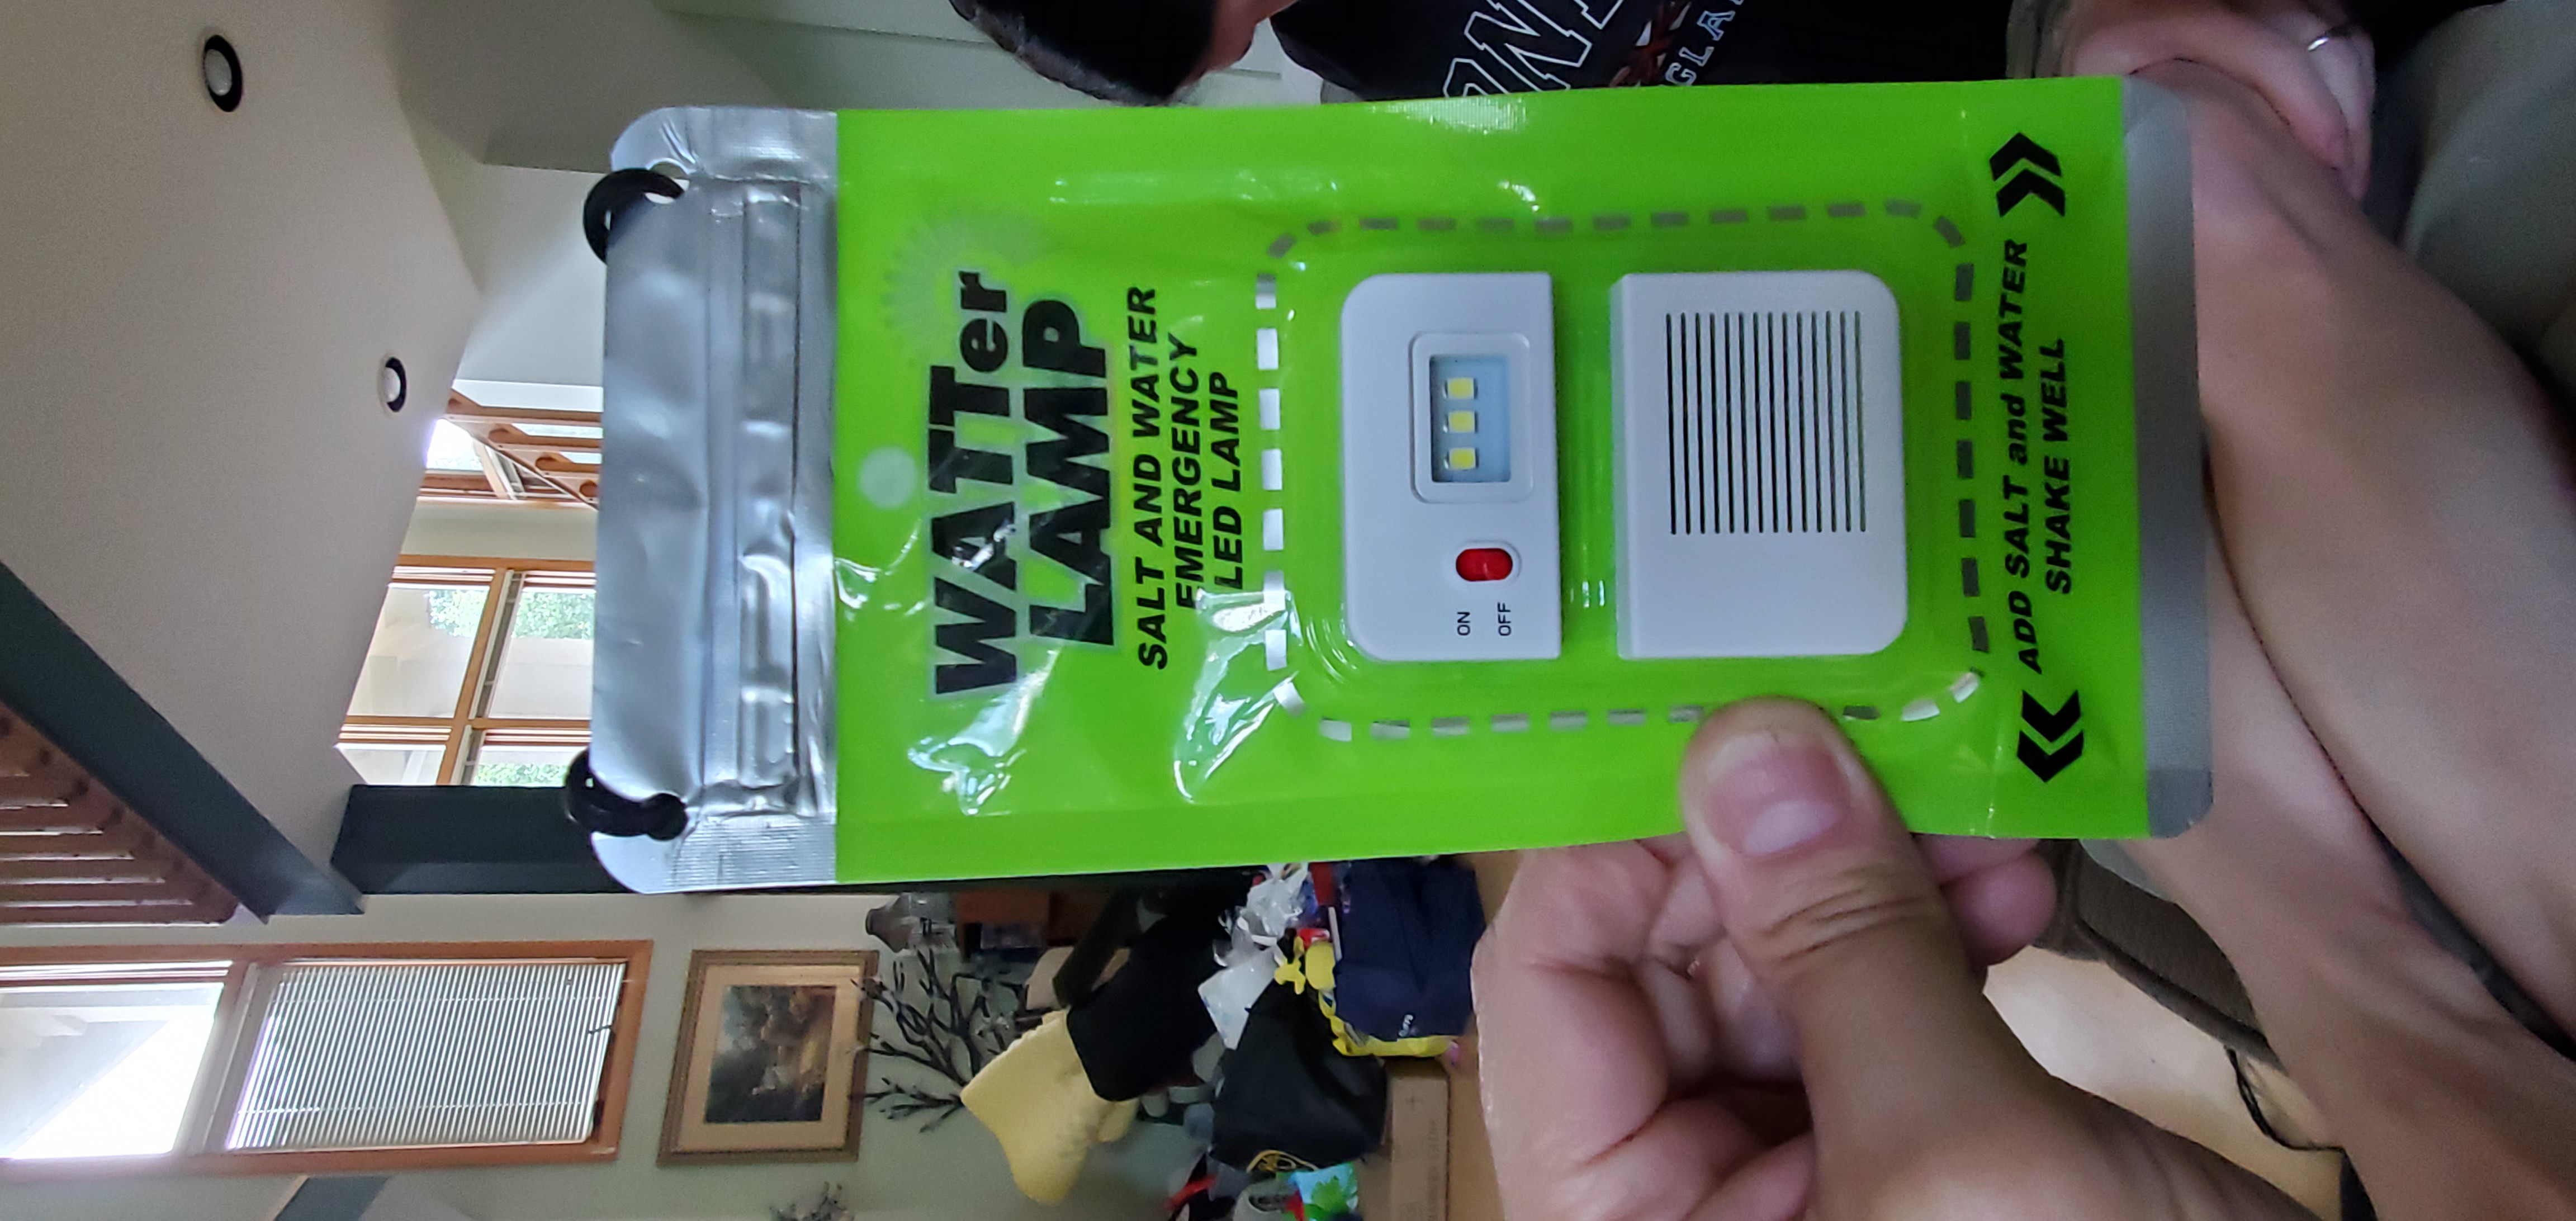 WATTer
LAMP
SALT AND WATER
EMERGENCY
LED LAMP
ON
OFF
ADD SALT and WATER
SHAKE WELL